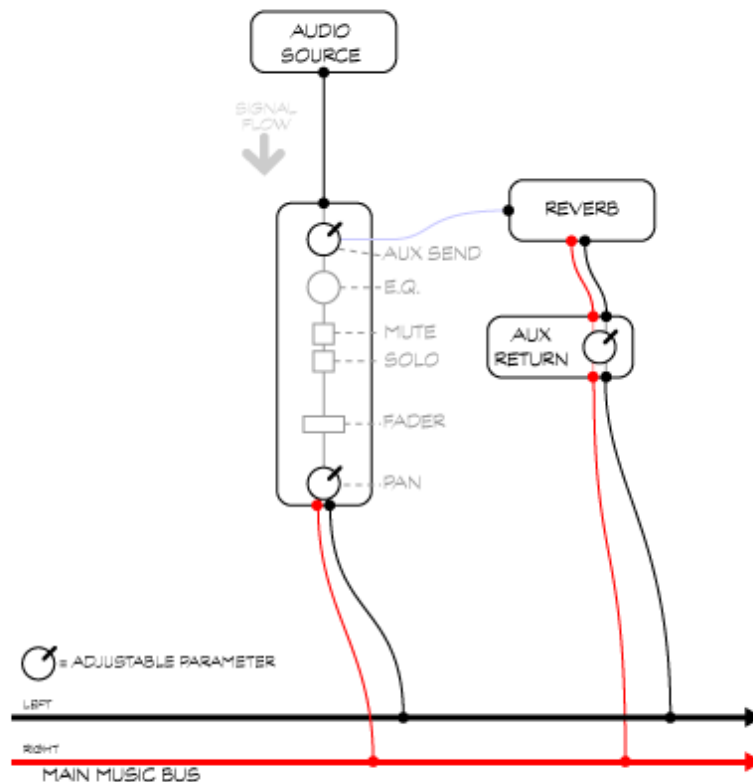 AUDIO
SOURCE
SIGNAL
FLOW
REVERB
AUX SEND
E.Q.
MUTE
SOLO
AUX
RETURN
FADER
PAN
= ADJUSTABLE PARAMETER
LEFT
RIGHT
MAIN MUSIC BUS